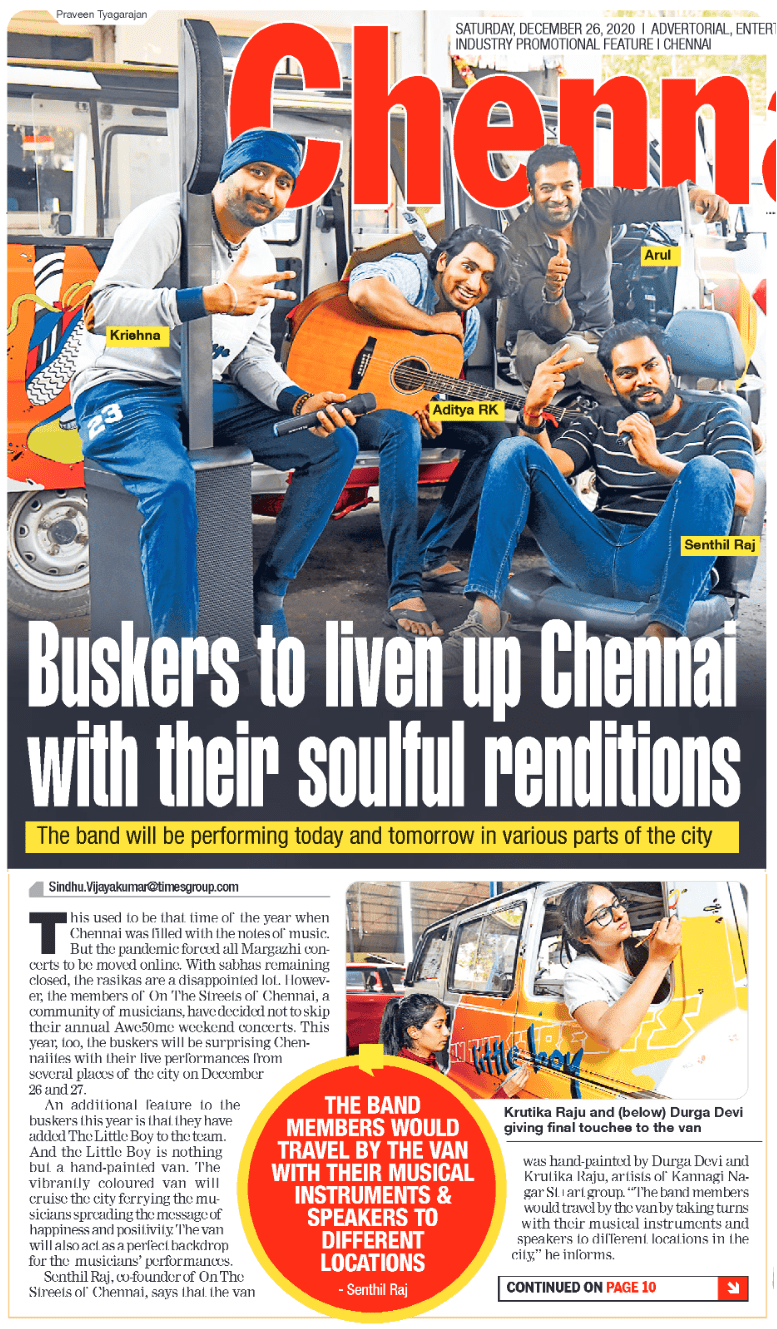 Praveen Tyagarajan
SATURDAY, DECEMBER 26, 2020 | ADVERTORIAL, ENTERT
INDUSTRY PROMOTIONAL FEATURE | CHENNAI
Chenna
Arul
Kriehna
Aditya RK
Senthil Raj
23
Buskers to liven up Chennai
with their soulful renditions
The band will be performing today and tomorrow in various parts of the city
Sindhu.Vijayakumar@timesgroup.com
This used to be that time of the year when
Chennai was filled with the notes of music.
But the pandemic forced all Margazhi con-
certs to be moved online. With sabhas remaining
closed, the rasikas are a disappointed lot. Howev-
er, the members of On The Streets of Chennai, a
community of musicians, have decided not to skip
their annual Awe50me weekend concerts. This
year, too, the buskers will be surprising Chen-
naiites with their live performances from
several places of the city on December
26 and 27.
An additional feature to the
buskers this year is that they have
added The Little Boy to the team.
And the Little Boy is nothing
but a hand-painted van. The
vibrantly coloured van will
cruise the city ferrying the mu-
sicians spreading the message of
happiness and positivity. The van
will also act as a perfect backdrop
for the musicians' performances.
Senthil Raj, co-founder of On The
Streets of Chennai, says that the van
THE BAND
MEMBERS WOULD
TRAVEL BY THE VAN
WITH THEIR MUSICAL
INSTRUMENTS &
SPEAKERS TO
DIFFERENT
LOCATIONS
- Senthil Raj
little boy
Krutika Raju and (below) Durga Devi
giving final touchee to the van
was hand-painted by Durga Devi and
Krutika Raju, artists of Kannagi Na-
gar St+art group. "The band members
would travel by the van by taking turns
with their musical instruments and
speakers to different locations in the
city," he informs.
CONTINUED ON PAGE 10